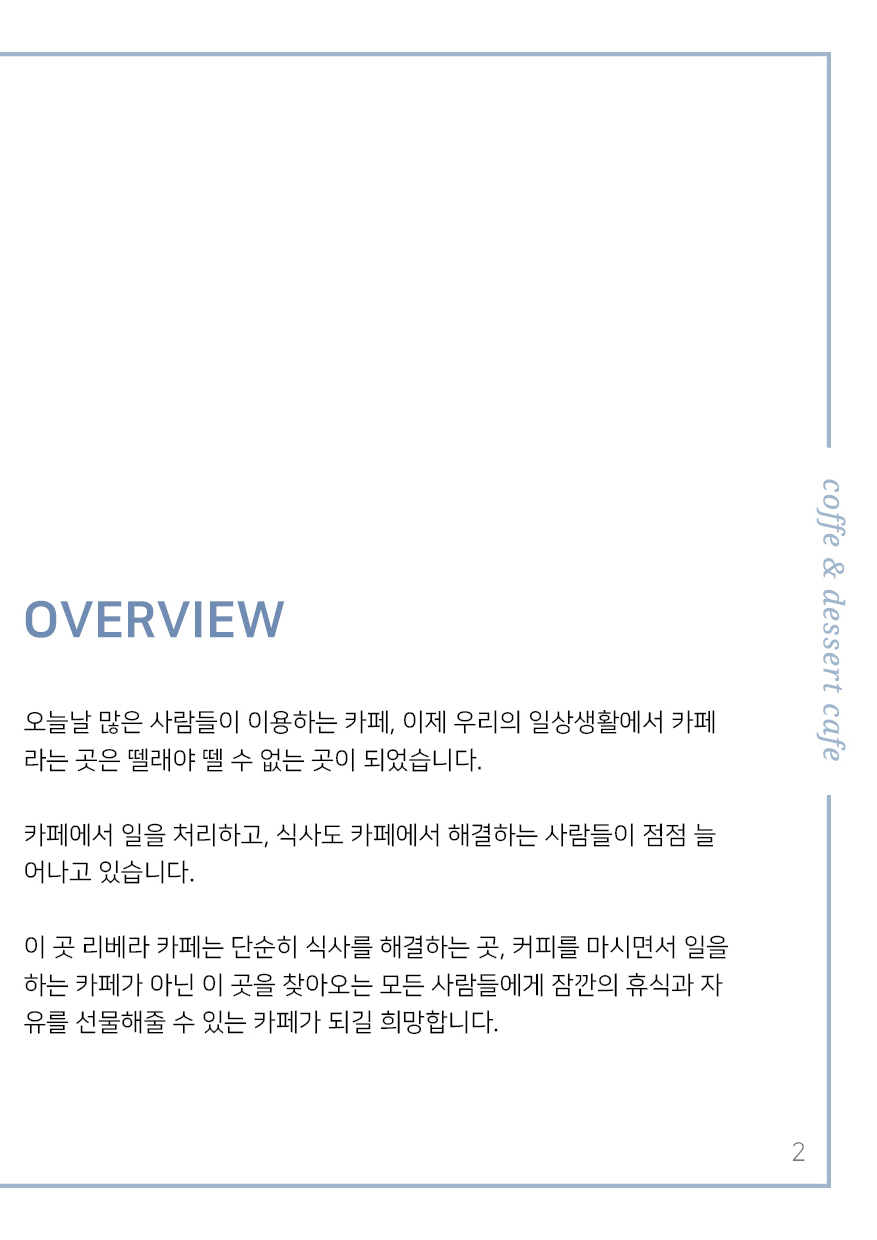 OVERVIEW
오늘날 많은 사람들이 이용하는 카페, 이제 우리의 일상생활에서 카페
라는 곳은 뗄래야 뗄 수 없는 곳이 되었습니다.
카페에서 일을 처리하고, 식사도 카페에서 해결하는 사람들이 점점 늘
어나고 있습니다.
이 곳 리베라 카페는 단순히 식사를 해결하는 곳, 커피를 마시면서 일을
하는 카페가 아닌 이 곳을 찾아오는 모든 사람들에게 잠깐의 휴식과 자
유를 선물해줄 수 있는 카페가 되길 희망합니다.
coffe & dessert cafe
2